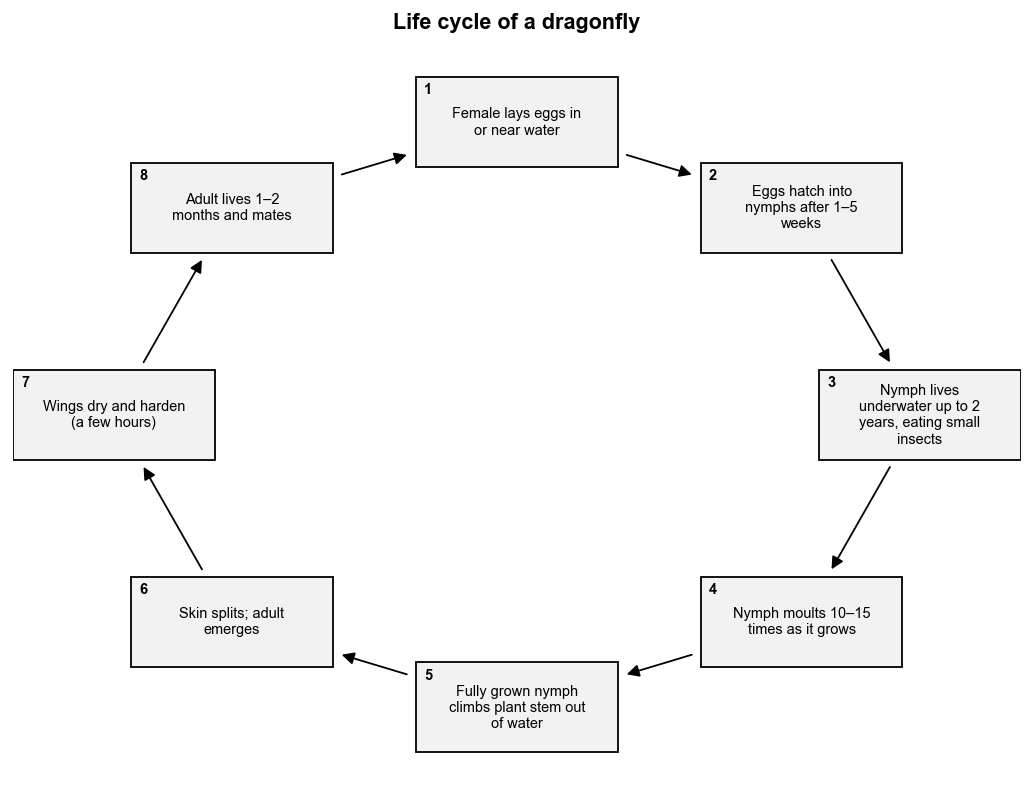 Life cycle of a dragonfly
1
Female lays eggs in
or near water
2
Eggs hatch into
nymphs after 1–5
weeks
3
Nymph lives
underwater up to 2
years, eating small
insects
4
Nymph moults 10–15
times as it grows
5
Fully grown nymph
climbs plant stem out
of water
6
Skin splits; adult
emerges
7
Wings dry and harden
(a few hours)
8
Adult lives 1–2
months and mates